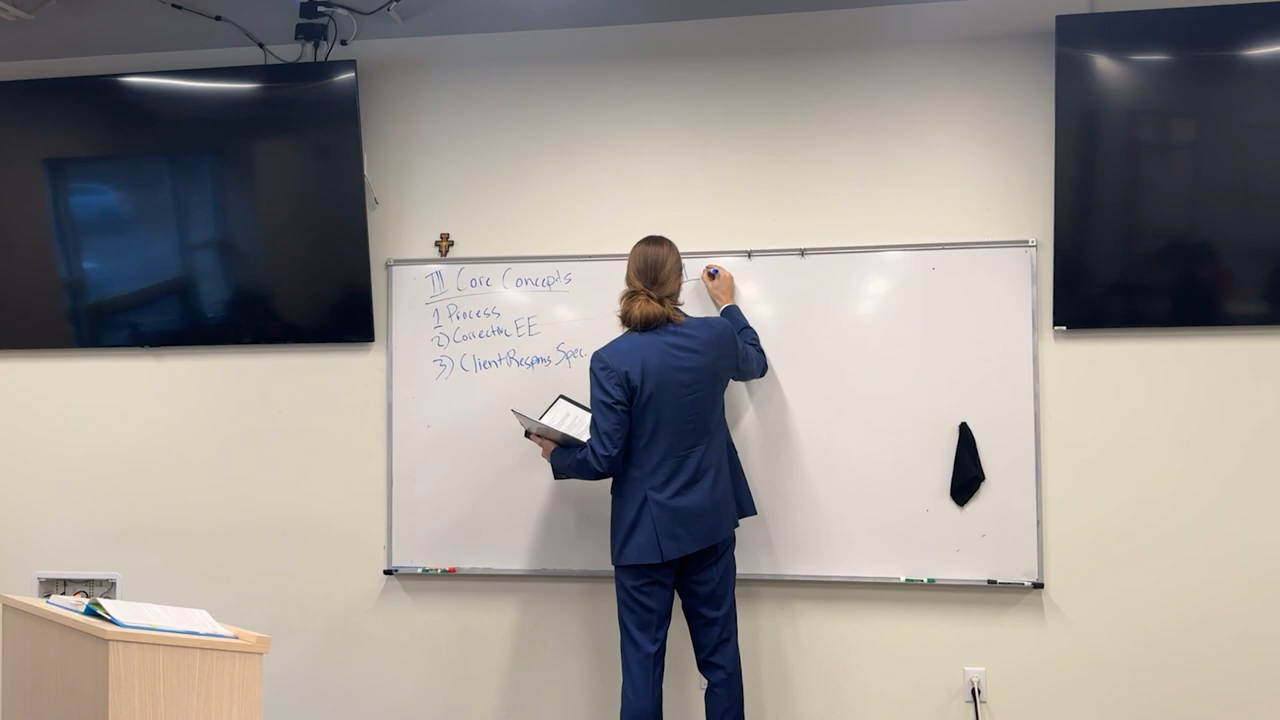 III Core Concepts
1 Process
2) Corrective EE
3) Client Respons Spec.